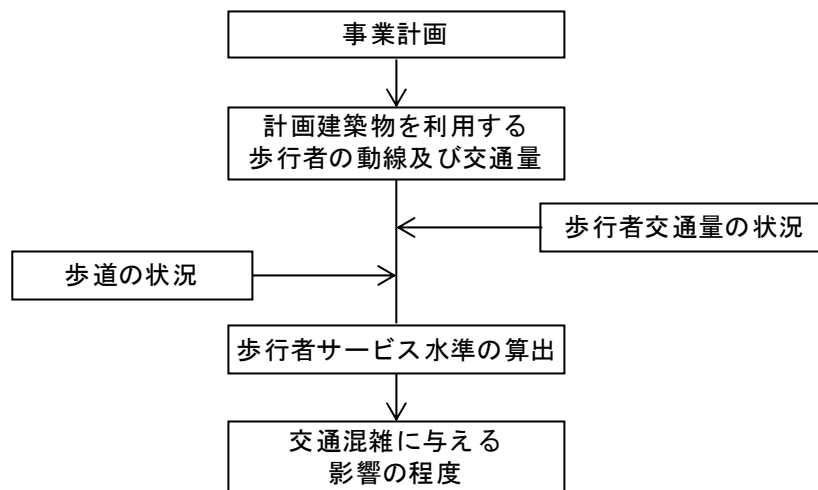 事業計画
計画建築物を利用する
歩行者の動線及び交通量
歩行者交通量の状況
歩道の状況
歩行者サービス水準の算出
交通混雑に与える
影響の程度